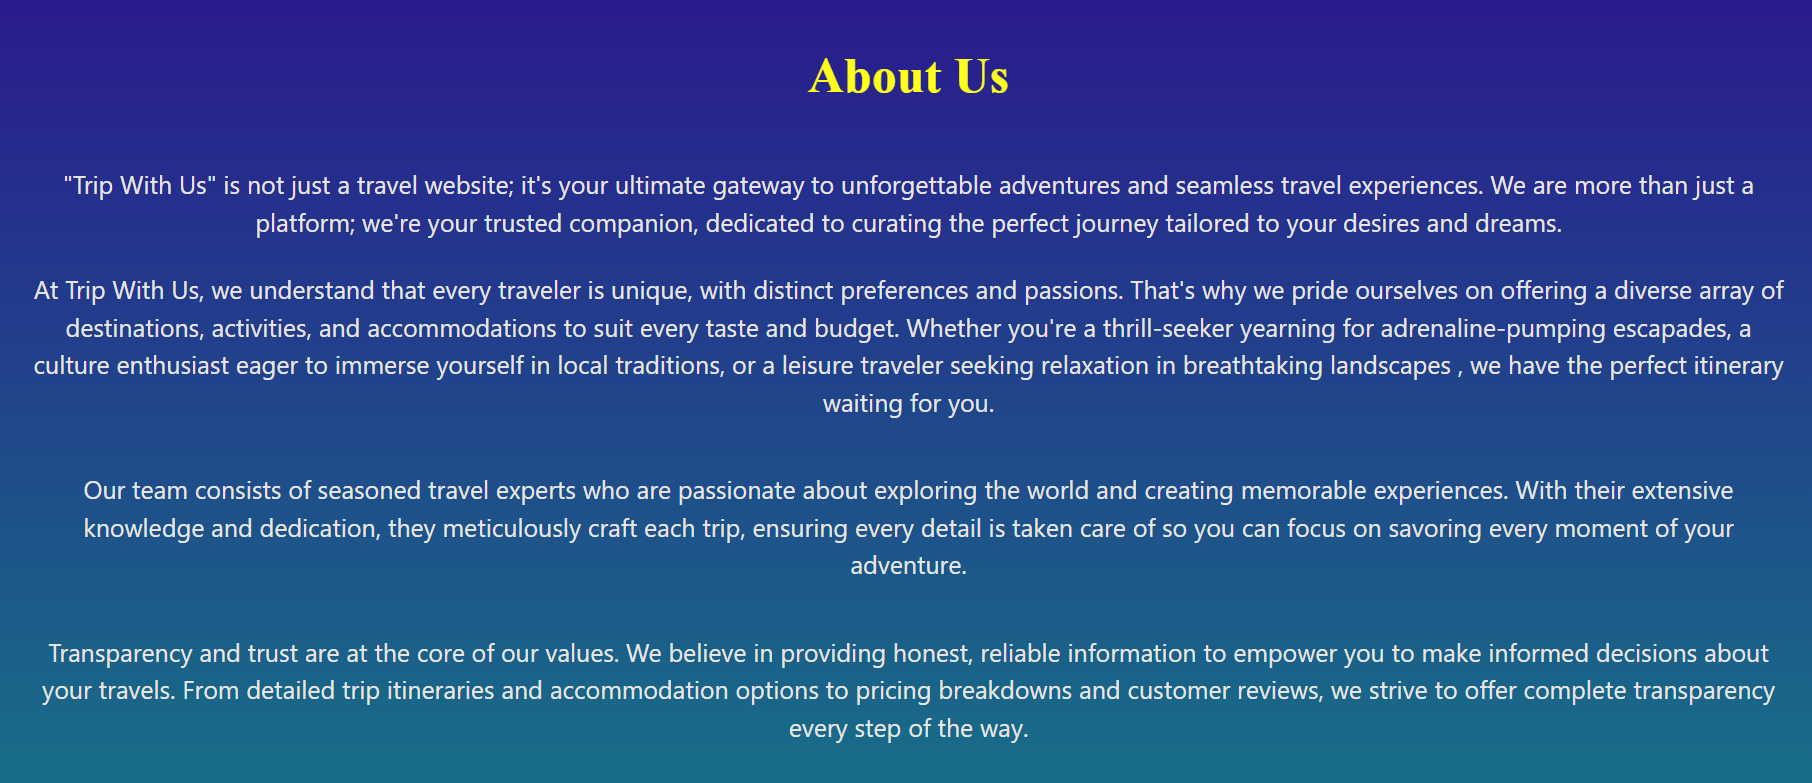 About Us
"Trip With Us" is not just a travel website; it's your ultimate gateway to unforgettable adventures and seamless travel experiences. We are more than just a
platform; we're your trusted companion, dedicated to curating the perfect journey tailored to your desires and dreams.
At Trip With Us, we understand that every traveler is unique, with distinct preferences and passions. That's why we pride ourselves on offering a diverse array of
destinations, activities, and accommodations to suit every taste and budget. Whether you're a thrill-seeker yearning for adrenaline-pumping escapades, a
culture enthusiast eager to immerse yourself in local traditions, or a leisure traveler seeking relaxation in breathtaking landscapes , we have the perfect itinerary
waiting for you.
Our team consists of seasoned travel experts who are passionate about exploring the world and creating memorable experiences. With their extensive
knowledge and dedication, they meticulously craft each trip, ensuring every detail is taken care of so you can focus on savoring every moment of your
adventure.
Transparency and trust are at the core of our values. We believe in providing honest, reliable information to empower you to make informed decisions about
your travels. From detailed trip itineraries and accommodation options to pricing breakdowns and customer reviews, we strive to offer complete transparency
every step of the way.